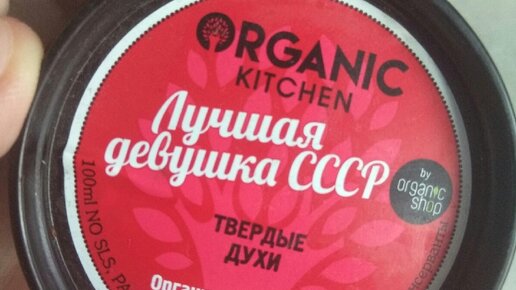 ORGANIC
KITCHEN
Лучшая
девушка СССР
by
organic
shop
ТВЕРДЫЕ
ДУХИ
100ml NO SLS,